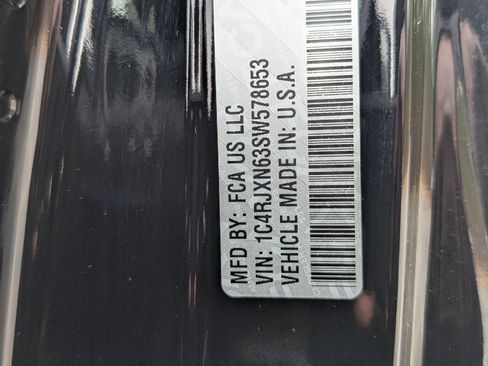 MFD BY: FCA US LLC
VIN: 1C4RJXN63SW578653
VEHICLE MADE IN: U.S.A.